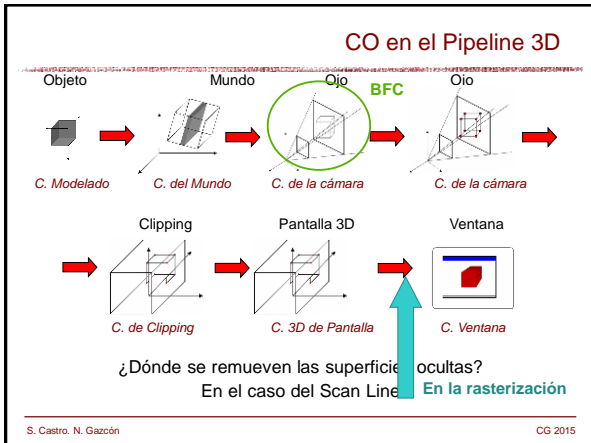 CO en el Pipeline 3D
Objeto Mundo Ojo Oio
BFC
C. Modelado C. del Mundo C. de la cámara C. de la cámara
Clipping Pantalla 3D Ventana
C. de Clipping C. 3D de Pantalla C. Ventana
¿Dónde se remueven las superficie ocultas?
En el caso del Scan Line
En la rasterización
S. Castro. N. Gazcón CG 2015